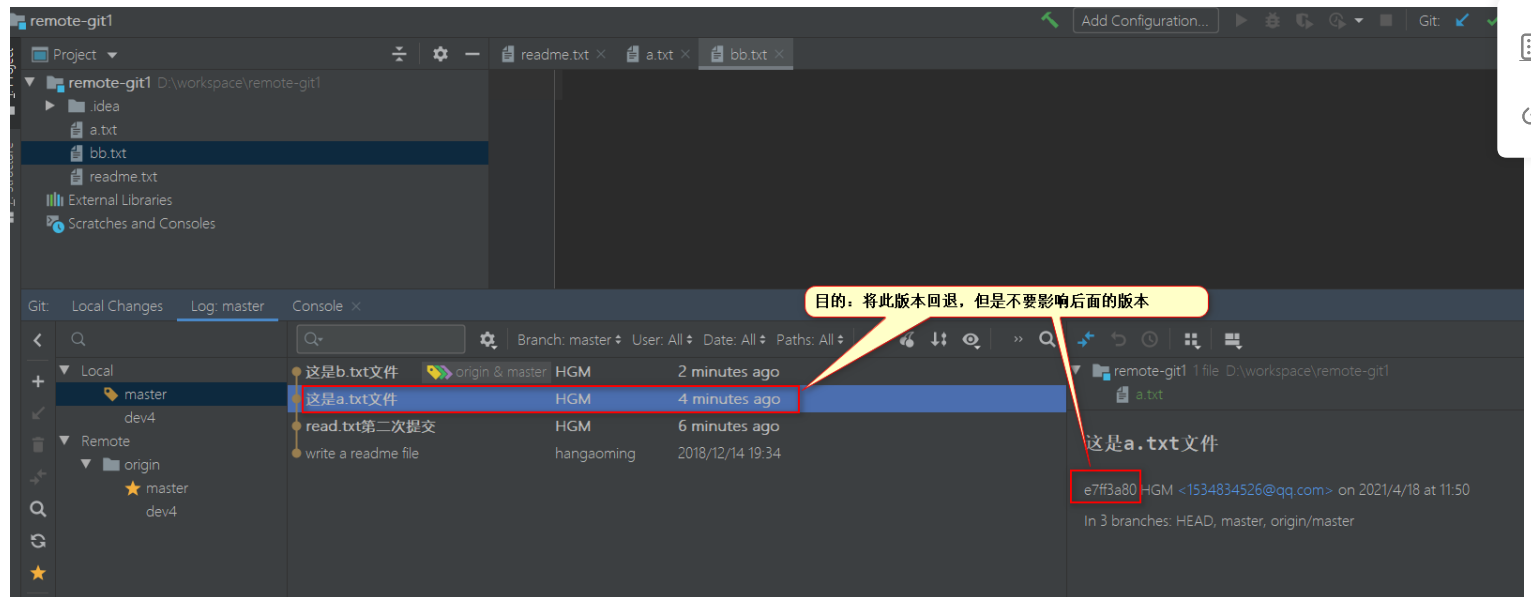 remote-git1
Add Configuration...
Git:
Project
readme.txt
a.txt
bb.txt
remote-git1 D:\workspace\remote-git1
.idea
a.txt
bb.txt
readme.txt
External Libraries
Scratches and Consoles
Git: Local Changes Log: master Console
目的：将此版本回退，但是不要影响后面的版本
Branch: master User: All Date: All Paths: All
Local
master
dev4
Remote
origin
master
dev4
这是b.txt文件 origin & master HGM 2 minutes ago
这是a.txt文件 HGM 4 minutes ago
read.txt第二次提交 HGM 6 minutes ago
write a readme file hangaoming 2018/12/14 19:34
remote-git1 1 file D:\workspace\remote-git1
a.txt
这是a.txt文件
e7ff3a80 HGM <1534834526@qq.com> on 2021/4/18 at 11:50
In 3 branches: HEAD, master, origin/master